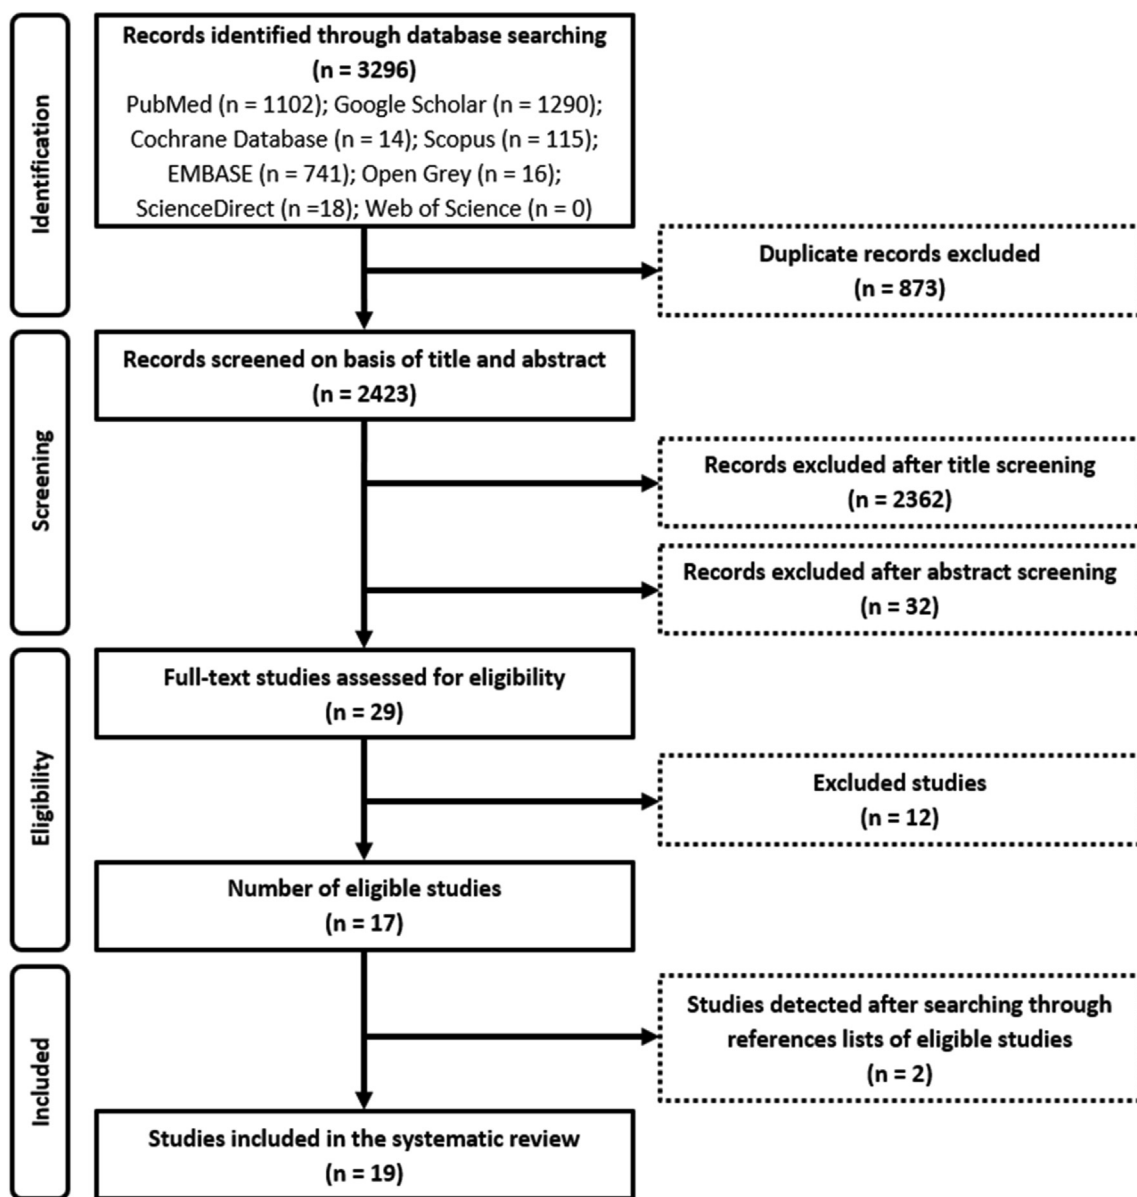 Identification
Records identified through database searching
(n = 3296)
PubMed (n = 1102); Google Scholar (n = 1290);
Cochrane Database (n = 14); Scopus (n = 115);
EMBASE (n = 741); Open Grey (n = 16);
ScienceDirect (n =18); Web of Science (n = 0)
Duplicate records excluded
(n = 873)
Screening
Records screened on basis of title and abstract
(n = 2423)
Records excluded after title screening
(n = 2362)
Records excluded after abstract screening
(n = 32)
Eligibility
Full-text studies assessed for eligibility
(n = 29)
Excluded studies
(n = 12)
Number of eligible studies
(n = 17)
Included
Studies detected after searching through
references lists of eligible studies
(n = 2)
Studies included in the systematic review
(n = 19)